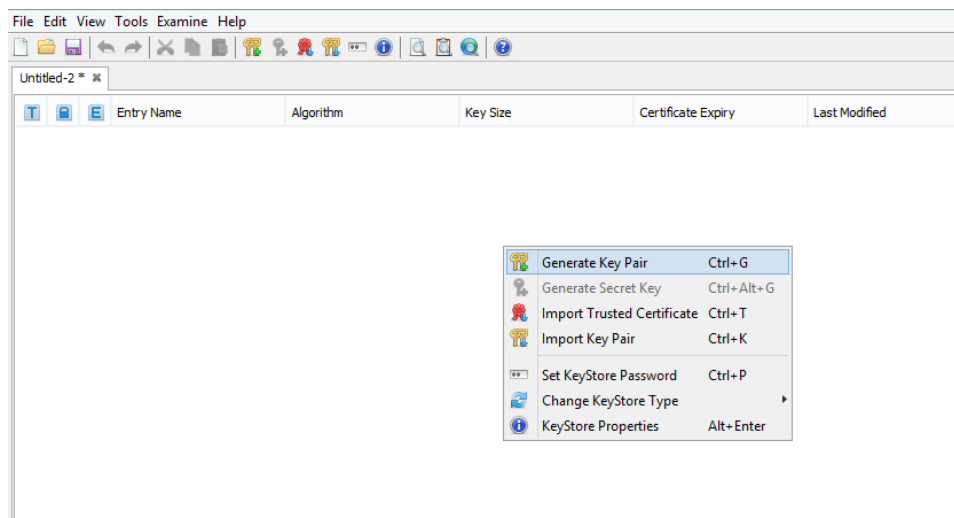 File Edit View Tools Examine Help
Untitled-2 *
T E Entry Name Algorithm Key Size Certificate Expiry Last Modified
Generate Key Pair Ctrl+G
Generate Secret Key Ctrl+Alt+G
Import Trusted Certificate Ctrl+T
Import Key Pair Ctrl+K
Set KeyStore Password Ctrl+P
Change KeyStore Type
KeyStore Properties Alt+Enter